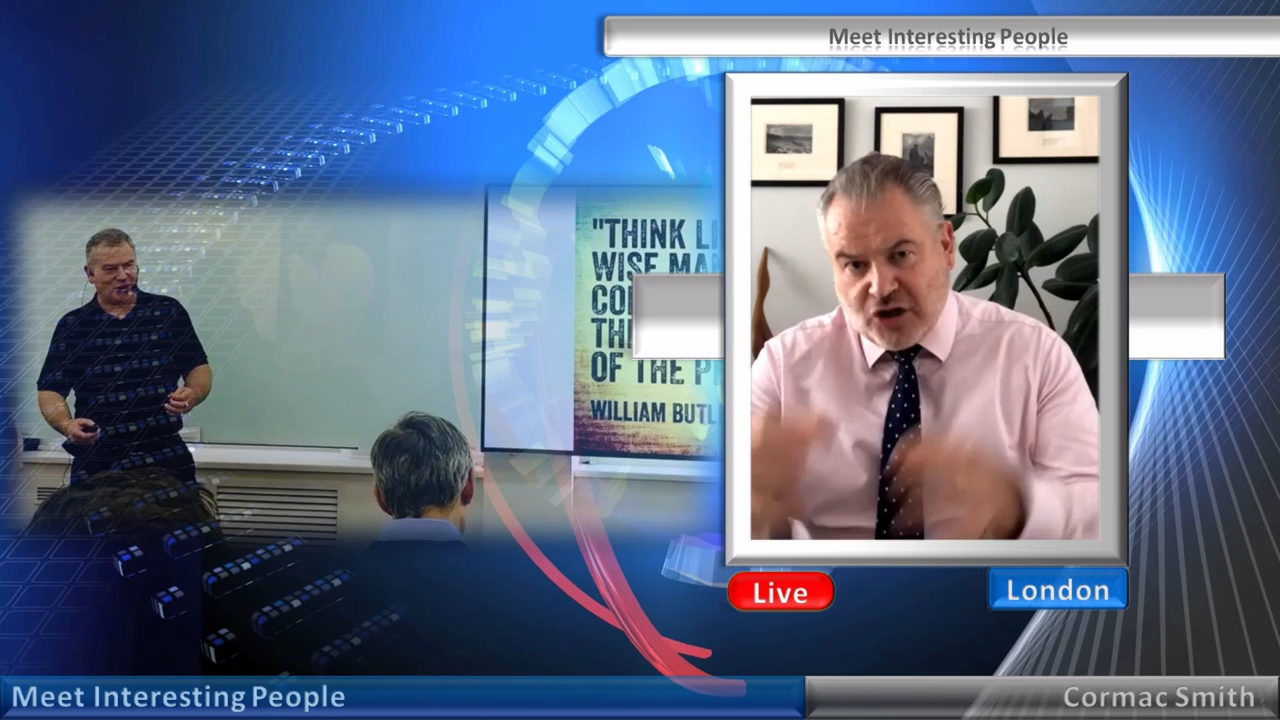 Meet Interesting People
"THINK LI
WISE MAN
CO
THE
OF THE P
WILLIAM BUTL
Live
London
Meet Interesting People
Cormac Smith